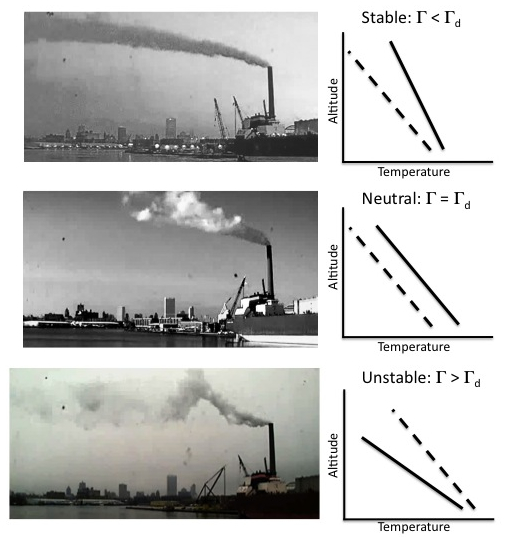 Stable: Γ < Γd
Altitude
Temperature
Neutral: Γ = Γd
Altitude
Temperature
Unstable: Γ > Γd
Altitude
Temperature